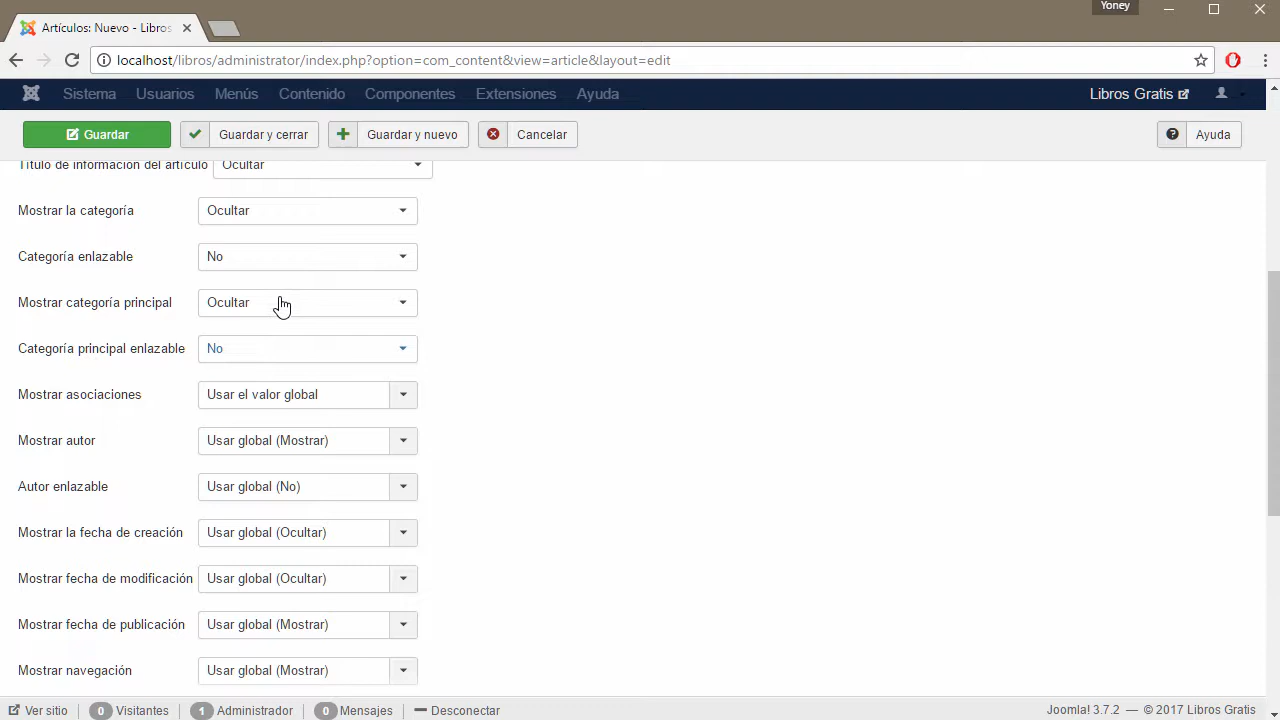 Yoney
Artículos: Nuevo - Libros
localhost/libros/administrator/index.php?option=com_content&view=article&layout=edit
Sistema Usuarios Menús Contenido Componentes Extensiones Ayuda Libros Gratis
Guardar Guardar y cerrar Guardar y nuevo Cancelar Ayuda
Título de información del artículo Ocultar
Mostrar la categoría Ocultar
Categoría enlazable No
Mostrar categoría principal Ocultar
Categoría principal enlazable No
Mostrar asociaciones Usar el valor global
Mostrar autor Usar global (Mostrar)
Autor enlazable Usar global (No)
Mostrar la fecha de creación Usar global (Ocultar)
Mostrar fecha de modificación Usar global (Ocultar)
Mostrar fecha de publicación Usar global (Mostrar)
Mostrar navegación Usar global (Mostrar)
Ver sitio 0 Visitantes 1 Administrador 0 Mensajes Desconectar Joomla! 3.7.2 — © 2017 Libros Gratis